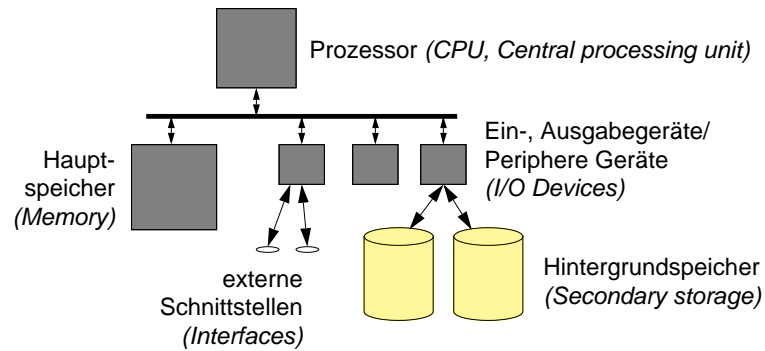 Prozessor (CPU, Central processing unit)
Haupt-
speicher
(Memory)
Ein-, Ausgabegeräte/
Periphere Geräte
(I/O Devices)
externe
Schnittstellen
(Interfaces)
Hintergrundspeicher
(Secondary storage)